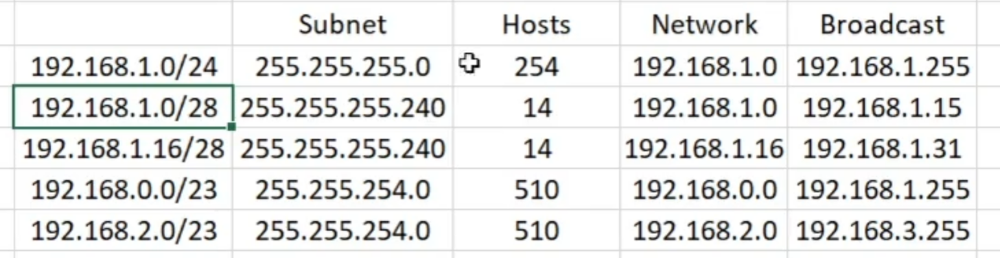 Subnet Hosts Network Broadcast
192.168.1.0/24 255.255.255.0 254 192.168.1.0 192.168.1.255
192.168.1.0/28 255.255.255.240 14 192.168.1.0 192.168.1.15
192.168.1.16/28 255.255.255.240 14 192.168.1.16 192.168.1.31
192.168.0.0/23 255.255.254.0 510 192.168.0.0 192.168.1.255
192.168.2.0/23 255.255.254.0 510 192.168.2.0 192.168.3.255